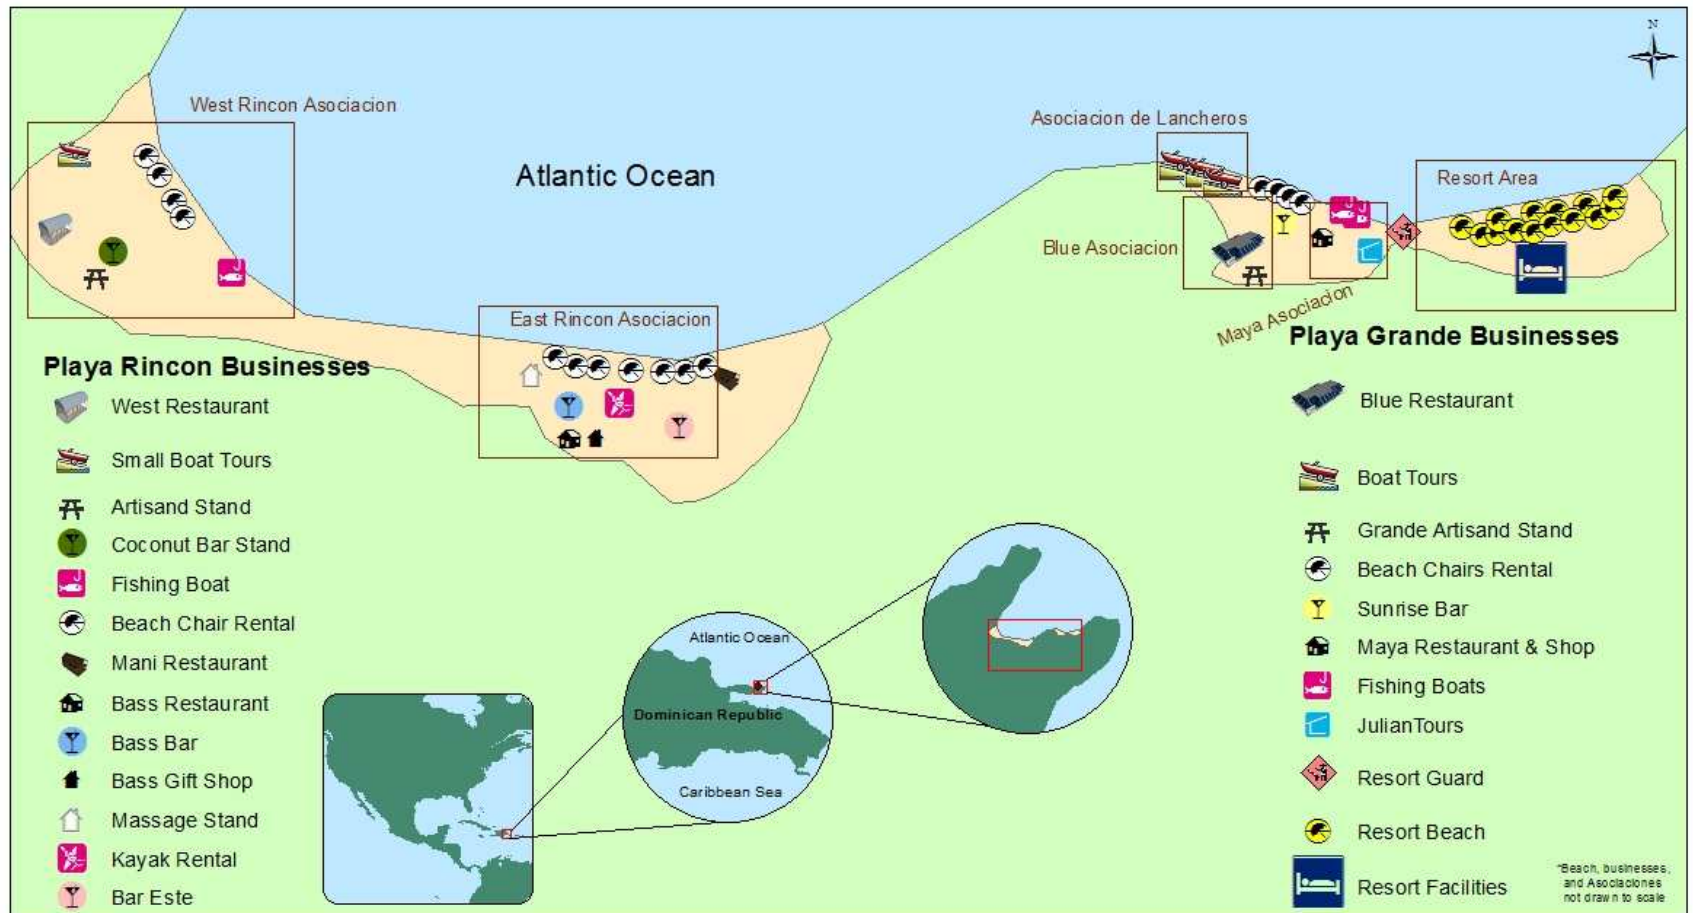 N
West Rincon Asociacion
Atlantic Ocean
Asociacion de Lancheros
Resort Area
Blue Asociacion
Maya Asociacion
East Rincon Asociacion
Playa Rincon Businesses
West Restaurant
Small Boat Tours
Artisand Stand
Coconut Bar Stand
Fishing Boat
Beach Chair Rental
Mani Restaurant
Bass Restaurant
Bass Bar
Bass Gift Shop
Massage Stand
Kayak Rental
Bar Este
Atlantic Ocean
Dominican Republic
Caribbean Sea
Playa Grande Businesses
Blue Restaurant
Boat Tours
Grande Artisand Stand
Beach Chairs Rental
Sunrise Bar
Maya Restaurant & Shop
Fishing Boats
JulianTours
Resort Guard
Resort Beach
Resort Facilities
*Beach, businesses,
and Asociaciones
not drawn to scale